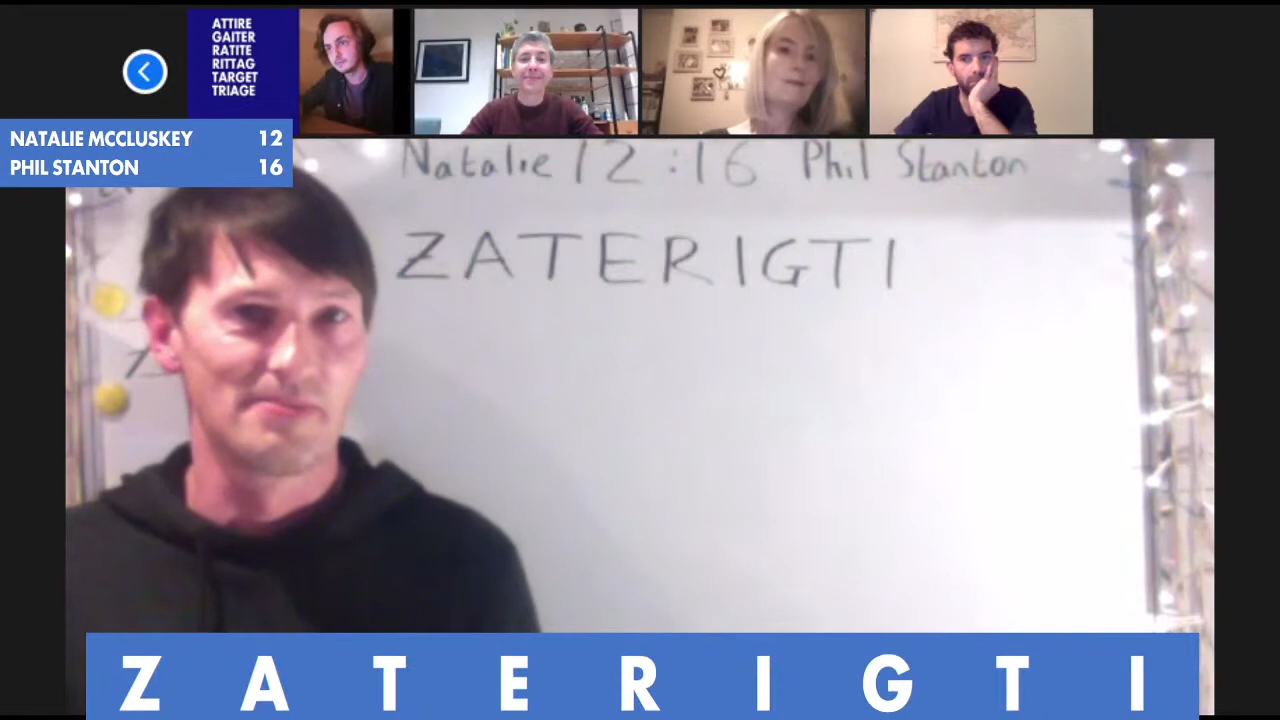 ATTIRE
GAITER
RATITE
RITTAG
TARGET
TRIAGE
NATALIE MCCLUSKEY 12
PHIL STANTON 16
Natalie 12 : 16 Phil Stanton
ZATERIGTI
Z A T E R I G T I